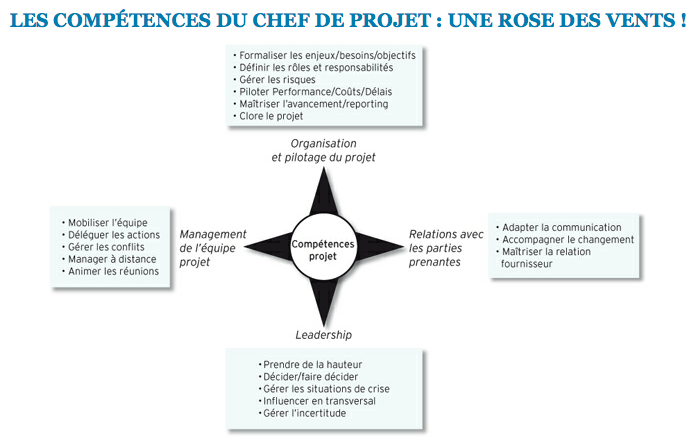 LES COMPÉTENCES DU CHEF DE PROJET : UNE ROSE DES VENTS !
• Formaliser les enjeux/besoins/objectifs
• Définir les rôles et responsabilités
• Gérer les risques
• Piloter Performance/Coûts/Délais
• Maîtriser l'avancement/reporting
• Clore le projet
Organisation
et pilotage du projet
• Mobiliser l'équipe
• Déléguer les actions
• Gérer les conflits
• Manager à distance
• Animer les réunions
Management
de l'équipe
projet
Compétences
projet
Relations avec
les parties
prenantes
• Adapter la communication
• Accompagner le changement
• Maîtriser la relation
fournisseur
Leadership
• Prendre de la hauteur
• Décider/faire décider
• Gérer les situations de crise
• Influencer en transversal
• Gérer l'incertitude